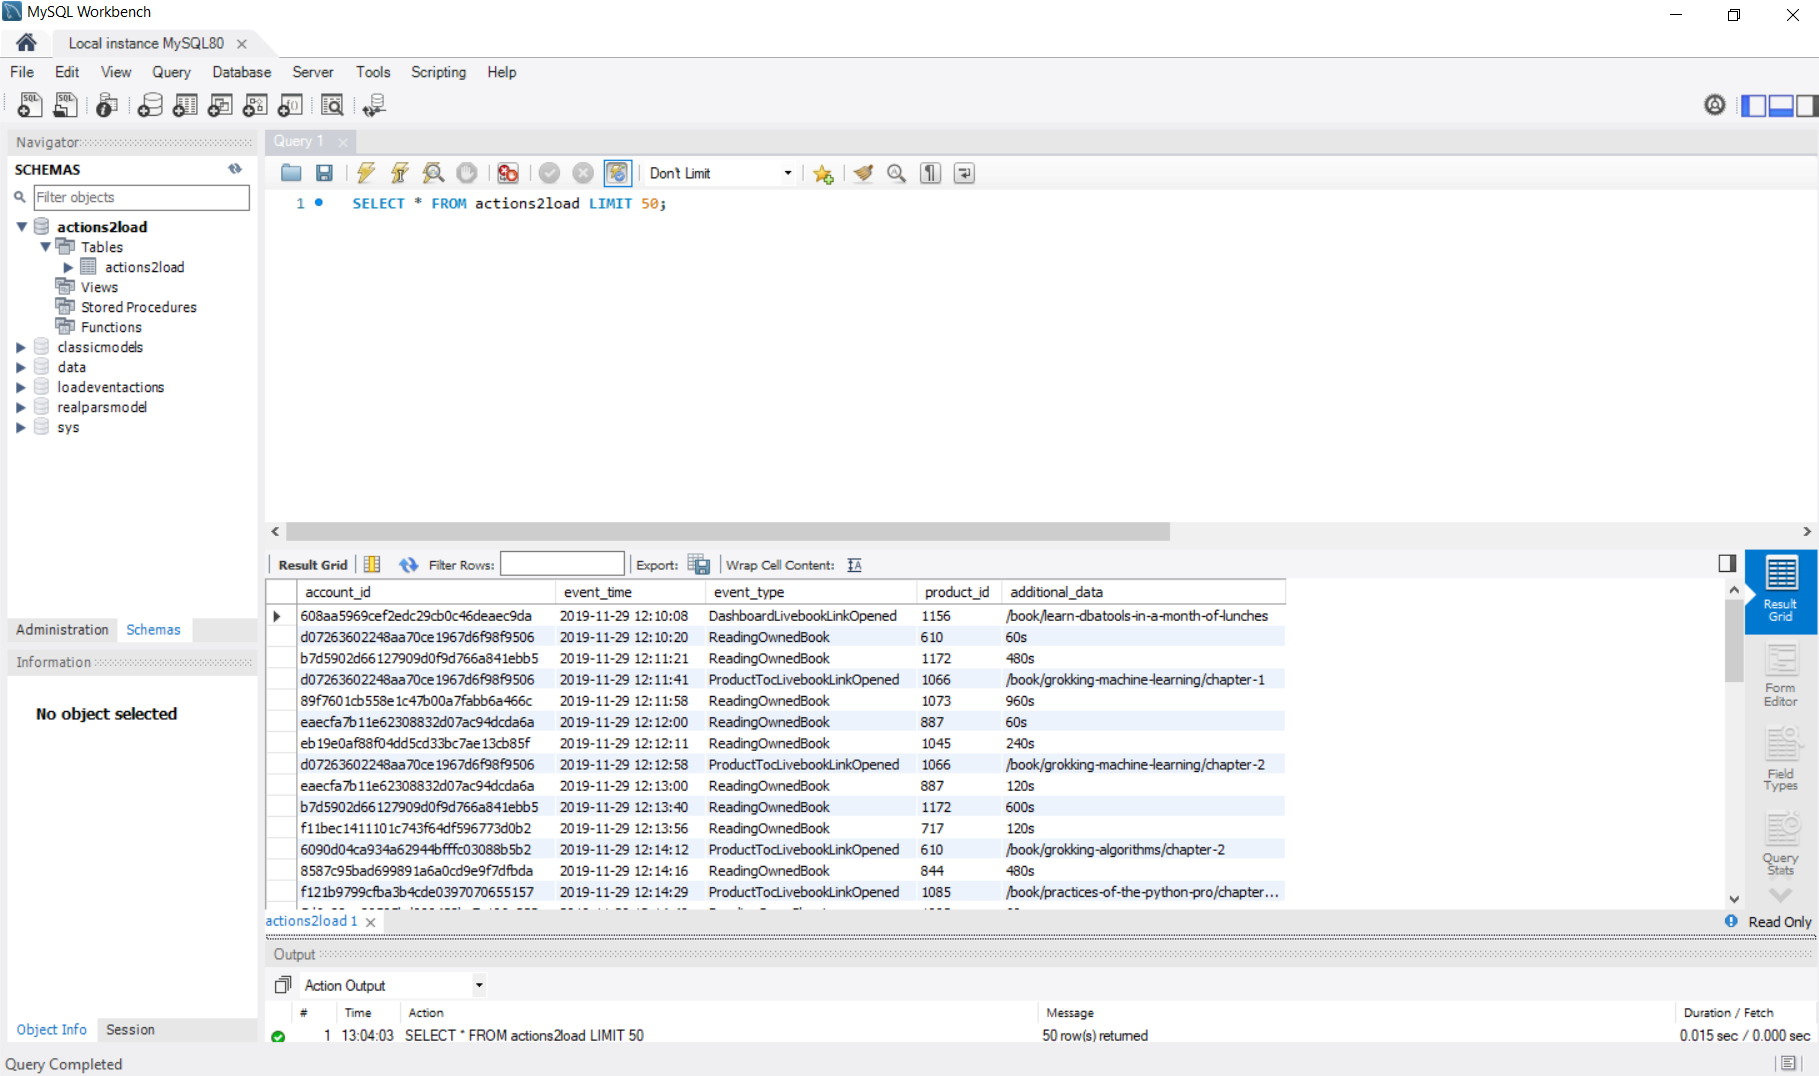 MySQL Workbench
Local instance MySQL80
File Edit View Query Database Server Tools Scripting Help
Navigator
SCHEMAS
Filter objects
actions2load
Tables
actions2load
Views
Stored Procedures
Functions
classicmodels
data
loadeventactions
realparsmodel
sys
Administration Schemas
Information
No object selected
Object Info Session
Query 1
Don't Limit
1 SELECT * FROM actions2load LIMIT 50;
Result Grid Filter Rows: Export: Wrap Cell Content:
account_id event_time event_type product_id additional_data
608aa5969cef2edc29cb0c46deaec9da 2019-11-29 12:10:08 DashboardLivebookLinkOpened 1156 /book/learn-dbatools-in-a-month-of-lunches
d07263602248aa70ce1967d6f98f9506 2019-11-29 12:10:20 ReadingOwnedBook 610 60s
b7d5902d66127909d0f9d766a841ebb5 2019-11-29 12:11:21 ReadingOwnedBook 1172 480s
d07263602248aa70ce1967d6f98f9506 2019-11-29 12:11:41 ProductTocLivebookLinkOpened 1066 /book/grokking-machine-learning/chapter-1
89f7601cb558e1c47b00a7fabb6a466c 2019-11-29 12:11:58 ReadingOwnedBook 1073 960s
eaecfa7b11e62308832d07ac94dcda6a 2019-11-29 12:12:00 ReadingOwnedBook 887 60s
eb19e0af88f04dd5cd33bc7ae13cb85f 2019-11-29 12:12:11 ReadingOwnedBook 1045 240s
d07263602248aa70ce1967d6f98f9506 2019-11-29 12:12:58 ProductTocLivebookLinkOpened 1066 /book/grokking-machine-learning/chapter-2
eaecfa7b11e62308832d07ac94dcda6a 2019-11-29 12:13:00 ReadingOwnedBook 887 120s
b7d5902d66127909d0f9d766a841ebb5 2019-11-29 12:13:40 ReadingOwnedBook 1172 600s
f11bec1411101c743f64df596773d0b2 2019-11-29 12:13:56 ReadingOwnedBook 717 120s
6090d04ca934a62944bfffc03088b5b2 2019-11-29 12:14:12 ProductTocLivebookLinkOpened 610 /book/grokking-algorithms/chapter-2
8587c95bad699891a6a0cd9e9f7dfbda 2019-11-29 12:14:16 ReadingOwnedBook 844 480s
f121b9799cfba3b4cde0397070655157 2019-11-29 12:14:29 ProductTocLivebookLinkOpened 1085 /book/practices-of-the-python-pro/chapter...
Result
Grid
Form
Editor
Field
Types
Query
Stats
actions2load 1
Read Only
Output
Action Output
# Time Action Message Duration / Fetch
1 13:04:03 SELECT * FROM actions2load LIMIT 50 50 row(s) returned 0.015 sec / 0.000 sec
Query Completed